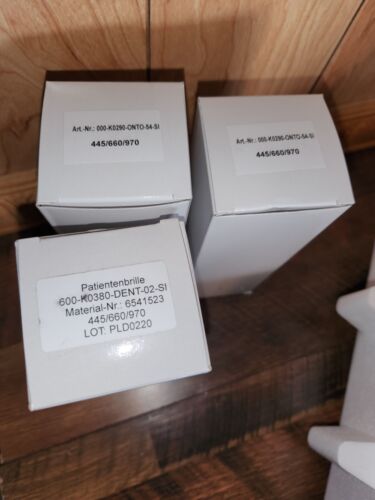 Art.-Nr.: 000-K0290-ONTO-54-SI
445/660/970
Art.-Nr.: 000-K0290-ONTO-54-SI
445/660/970
Patientenbrille
600-K0380-DENT-02-SI
Material-Nr.: 6541523
445/660/970
LOT: PLD0220